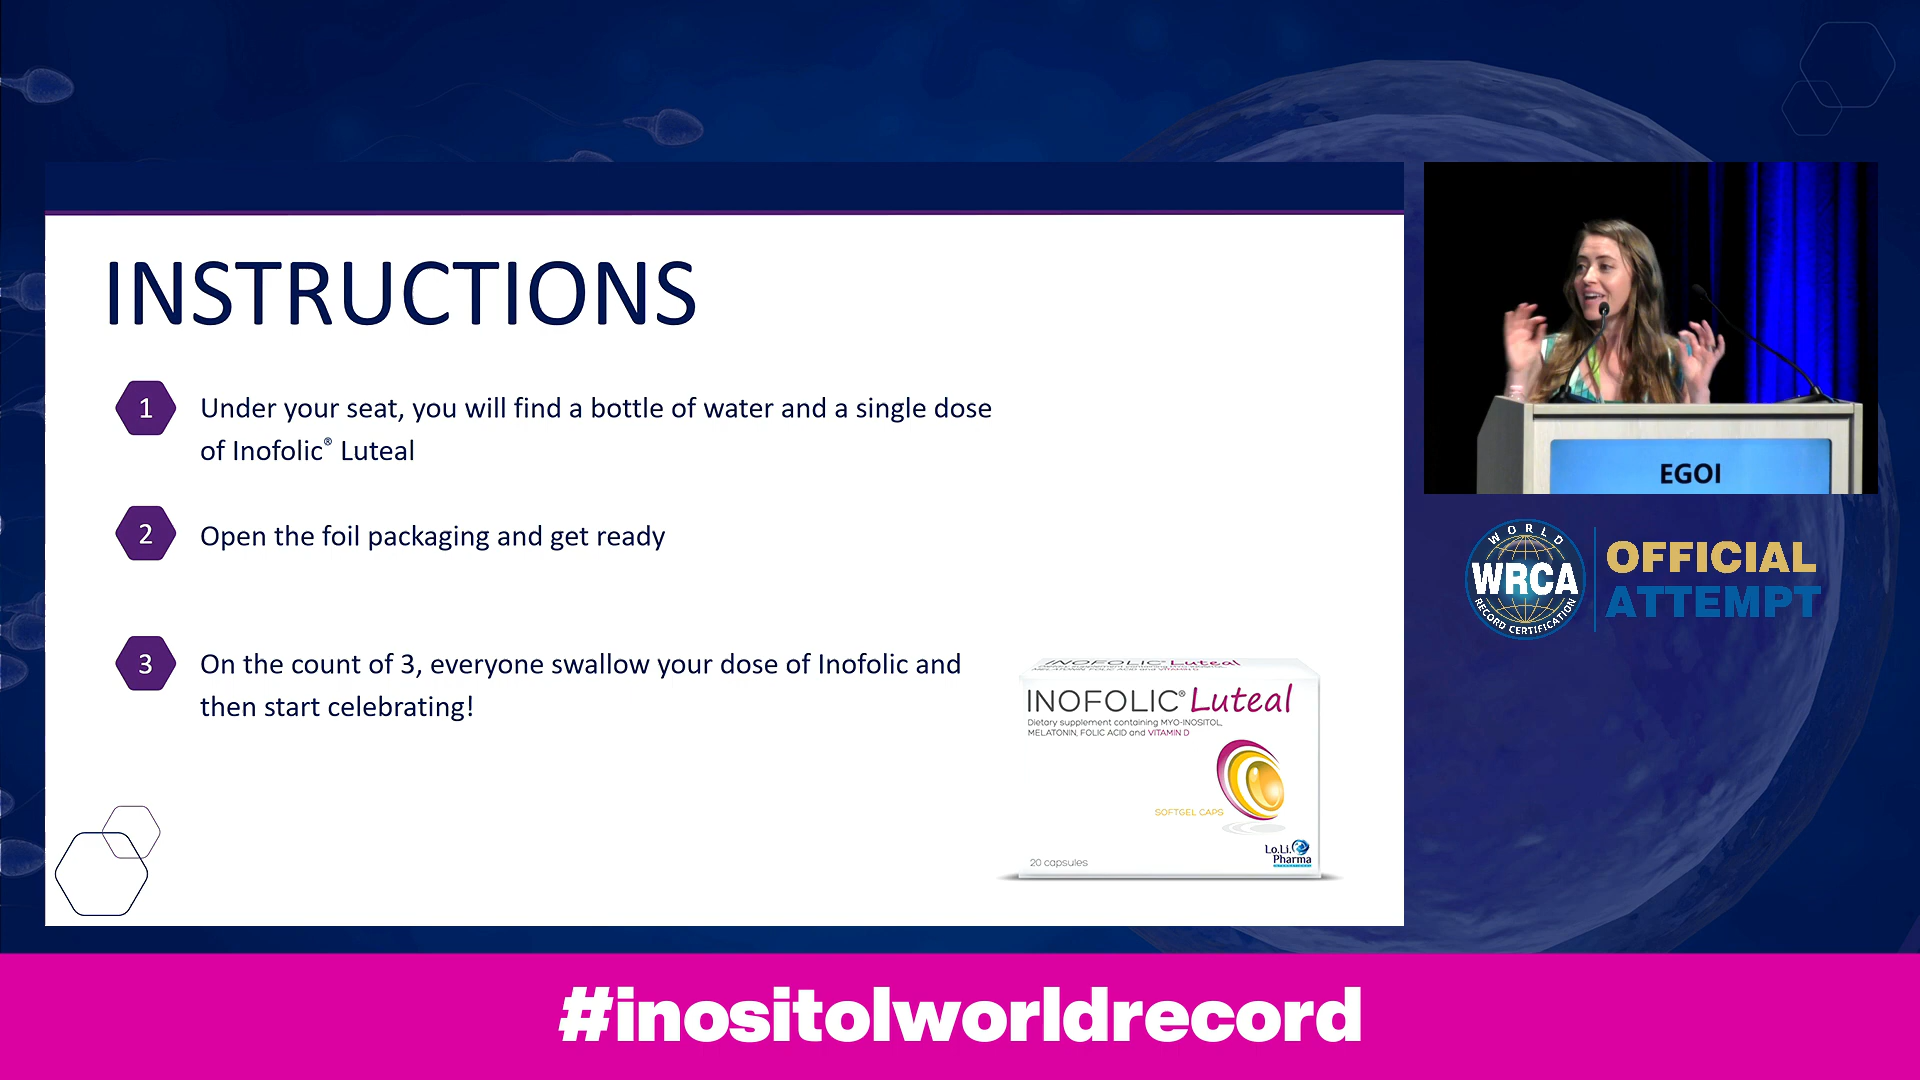 INSTRUCTIONS
1
Under your seat, you will find a bottle of water and a single dose
of Inofolic® Luteal
2
Open the foil packaging and get ready
3
On the count of 3, everyone swallow your dose of Inofolic and
then start celebrating!
INOFOLIC® Luteal
INOFOLIC® Luteal
Dietary supplement containing MYO-INOSITOL,
MELATONIN, FOLIC ACID and VITAMIN D
SOFTGEL CAPS
20 capsules
Lo.Li.
Pharma
EGOI
WORLD
WRCA
RECORD CERTIFICATION
OFFICIAL
ATTEMPT
#inositolworldrecord